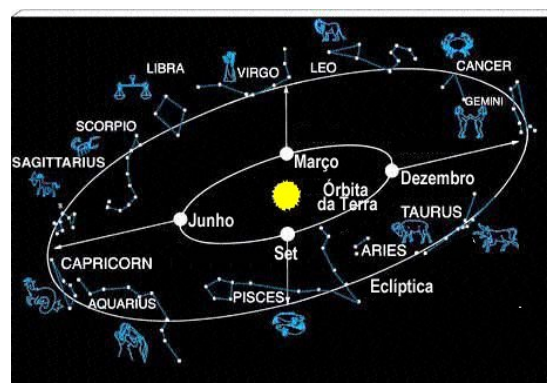 LEO
CANCER
VIRGO
LIBRA
GEMINI
SCORPIO
Março
SAGITTARIUS
Órbita
da Terra
Dezembro
Junho
TAURUS
Set
ARIES
CAPRICORN
Eclíptica
AQUARIUS
PISCES